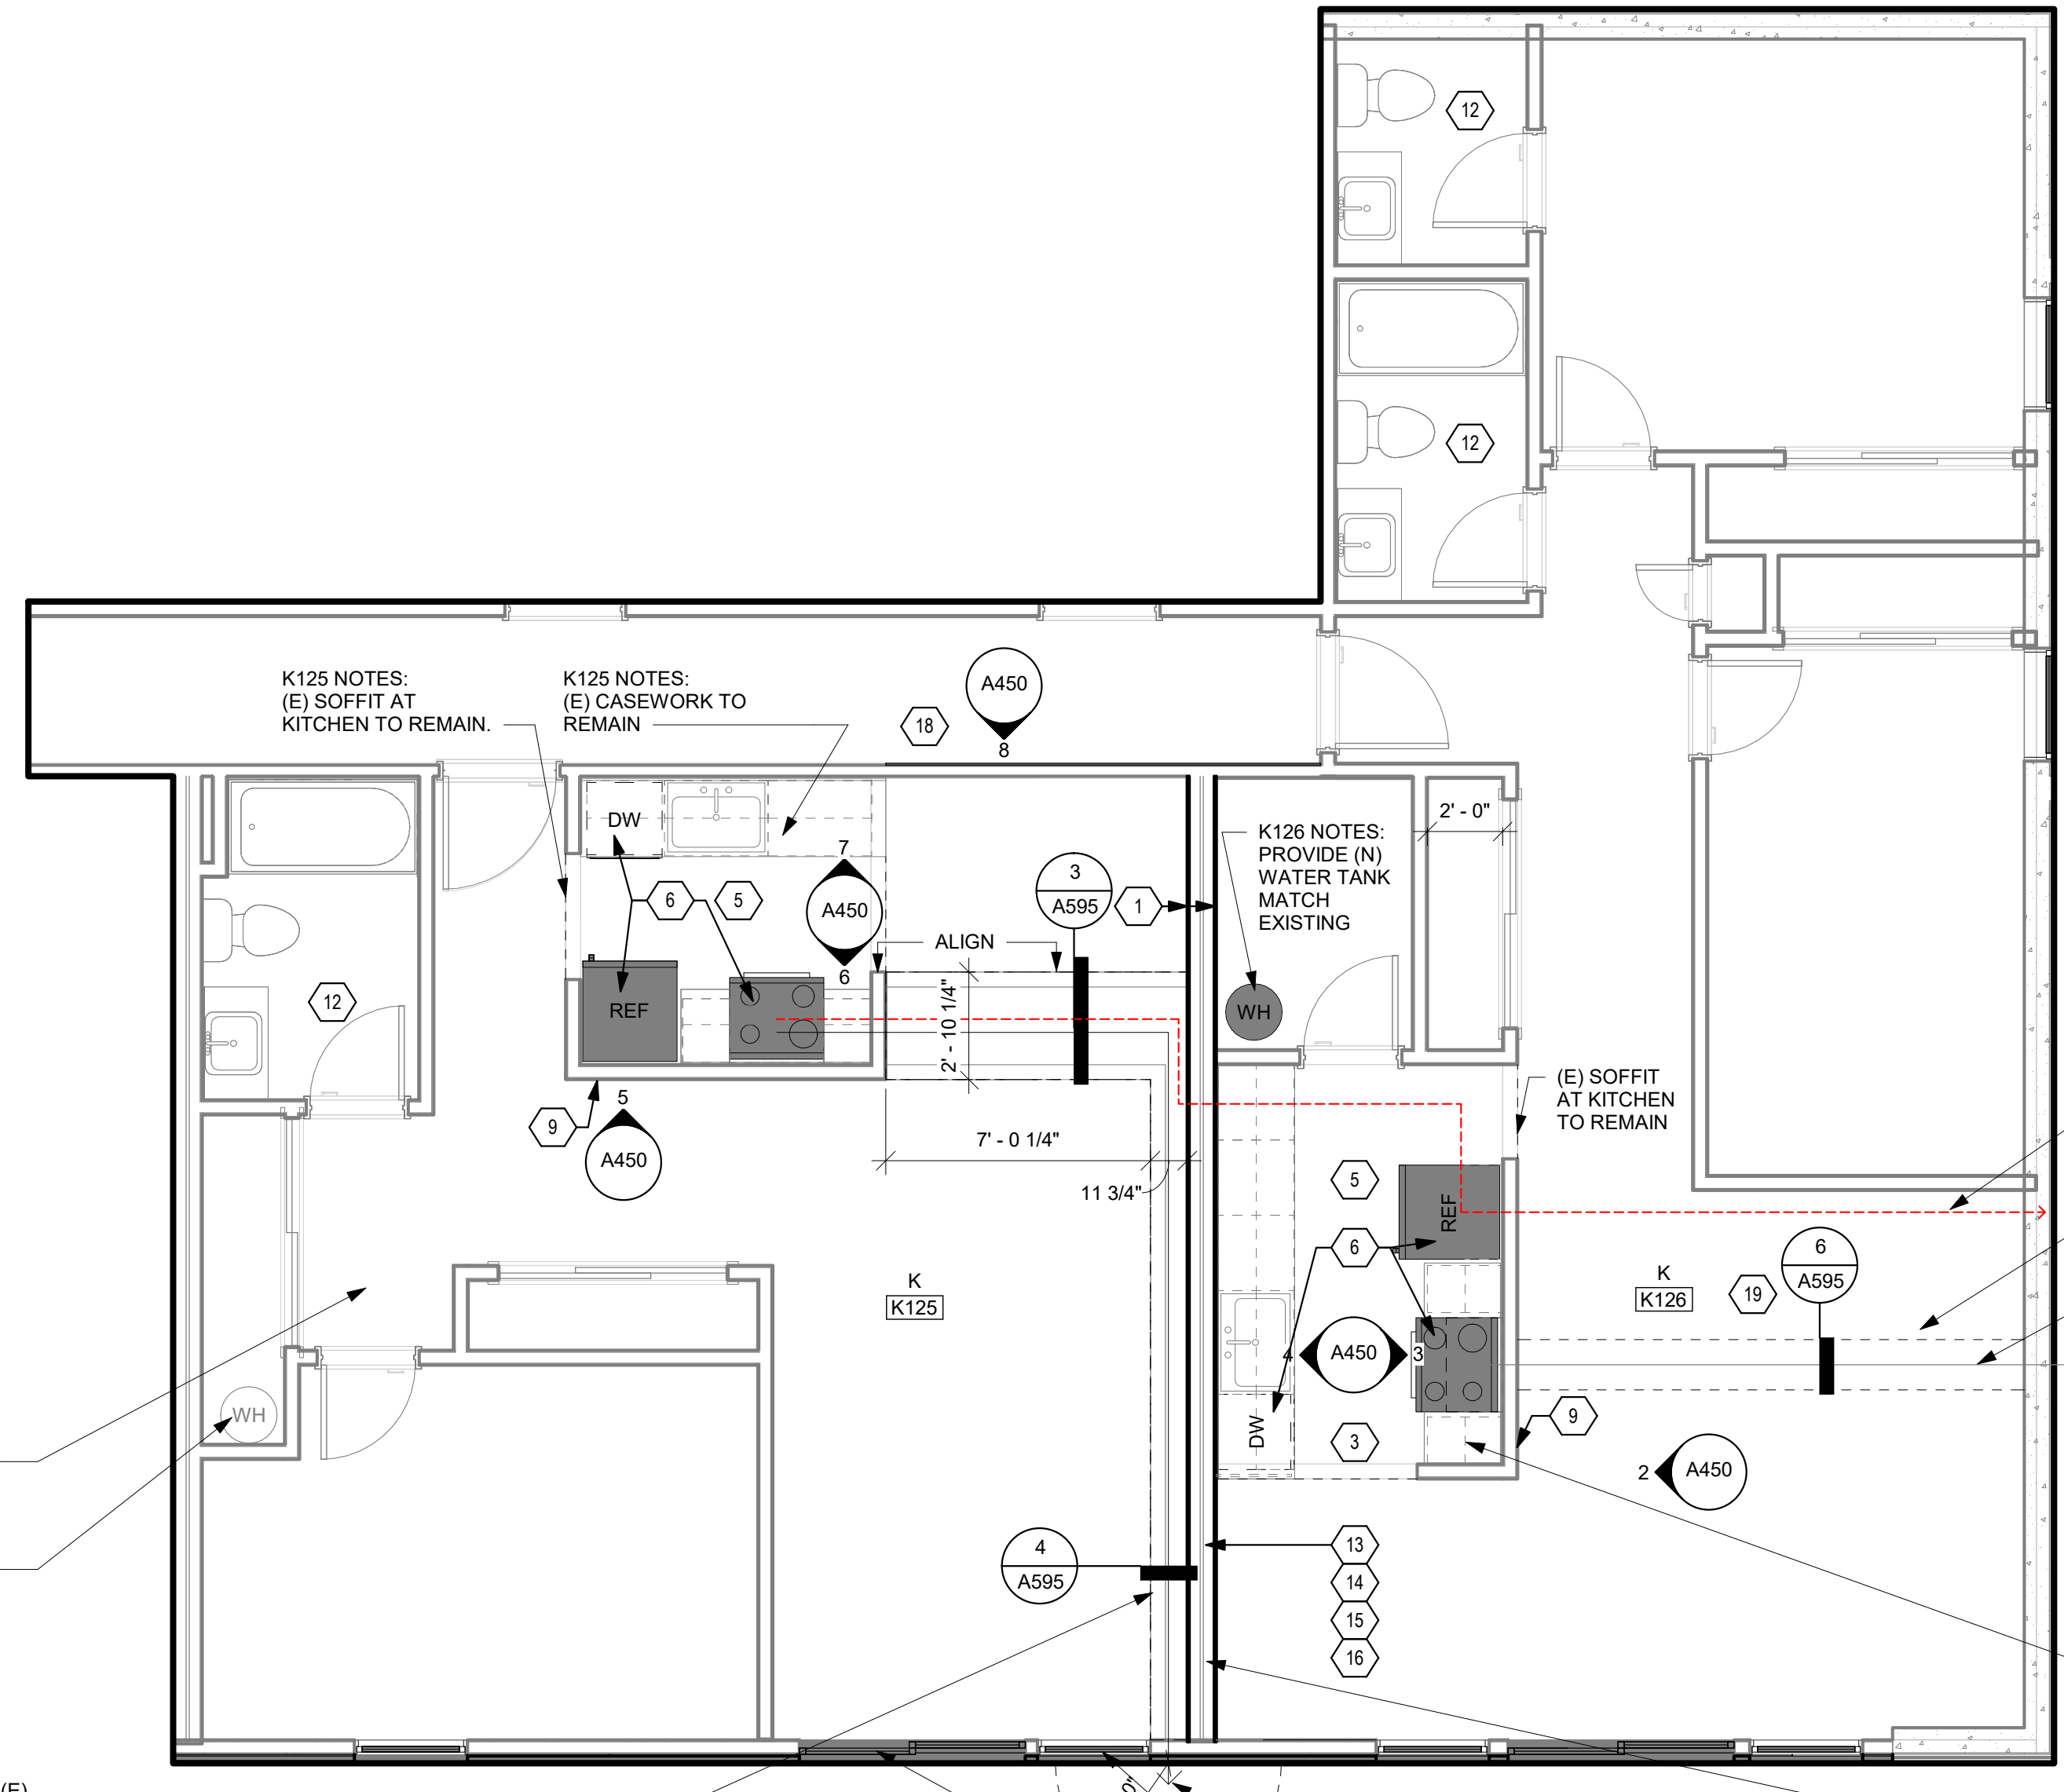 12
12
K125 NOTES:
(E) SOFFIT AT
KITCHEN TO REMAIN.
K125 NOTES:
(E) CASEWORK TO
REMAIN
18
A450
8
DW
6
5
7
A450
6
3
A595
1
K126 NOTES:
PROVIDE (N)
WATER TANK
MATCH
EXISTING
2' - 0"
ALIGN
REF
2' - 10 1/4"
WH
12
9
5
A450
7' - 0 1/4"
11 3/4"
(E) SOFFIT
AT KITCHEN
TO REMAIN
5
REF
6
6
A595
K
K125
K
K126
19
4
A450
3
WH
DW
3
9
2
A450
4
A595
13
14
15
16
(E)
0"